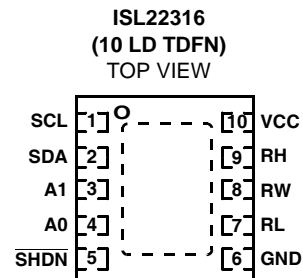 ISL22316
(10 LD TDFN)
TOP VIEW
SCL 1 O 10 VCC
SDA 2 9 RH
A1 3 8 RW
A0 4 7 RL
SHDN 5 6 GND